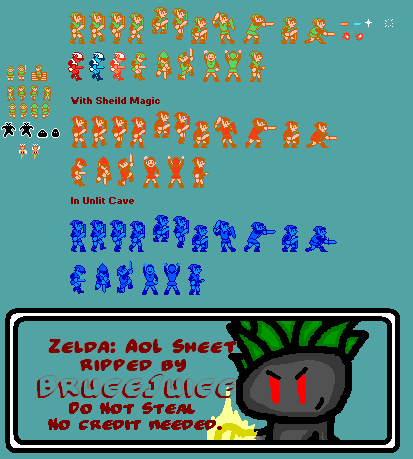 With Sheild Magic
In Unlit Cave
Zelda: AoL Sheet
ripped by
BruceJuice
Do Not Steal
No credit needed.